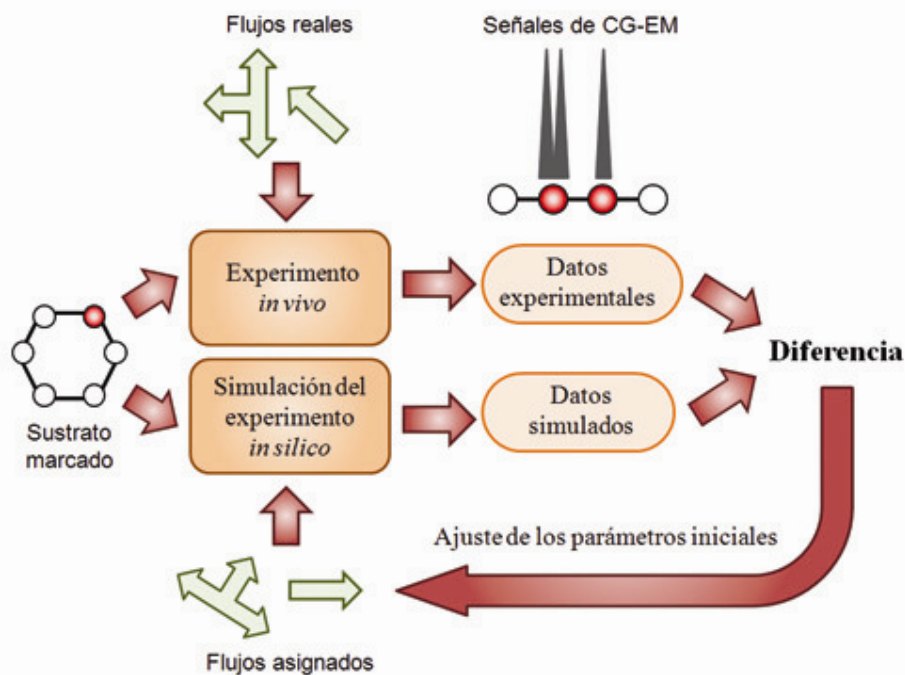 Flujos reales
Señales de CG-EM
Experimento
in vivo
Datos
experimentales
Diferencia
Sustrato
marcado
Simulación del
experimento
in silico
Datos
simulados
Ajuste de los parámetros iniciales
Flujos asignados